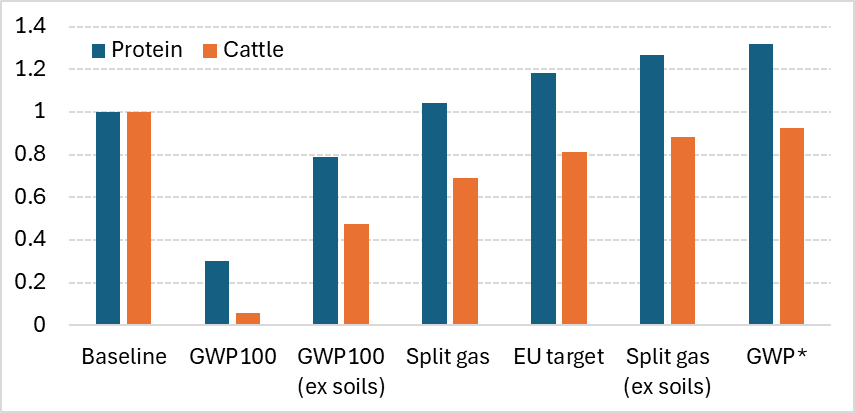 1.4
1.2
1
0.8
0.6
0.4
0.2
0
Protein Cattle
Baseline GWP100 GWP100 Split gas EU target Split gas GWP*
(ex soils) (ex soils)